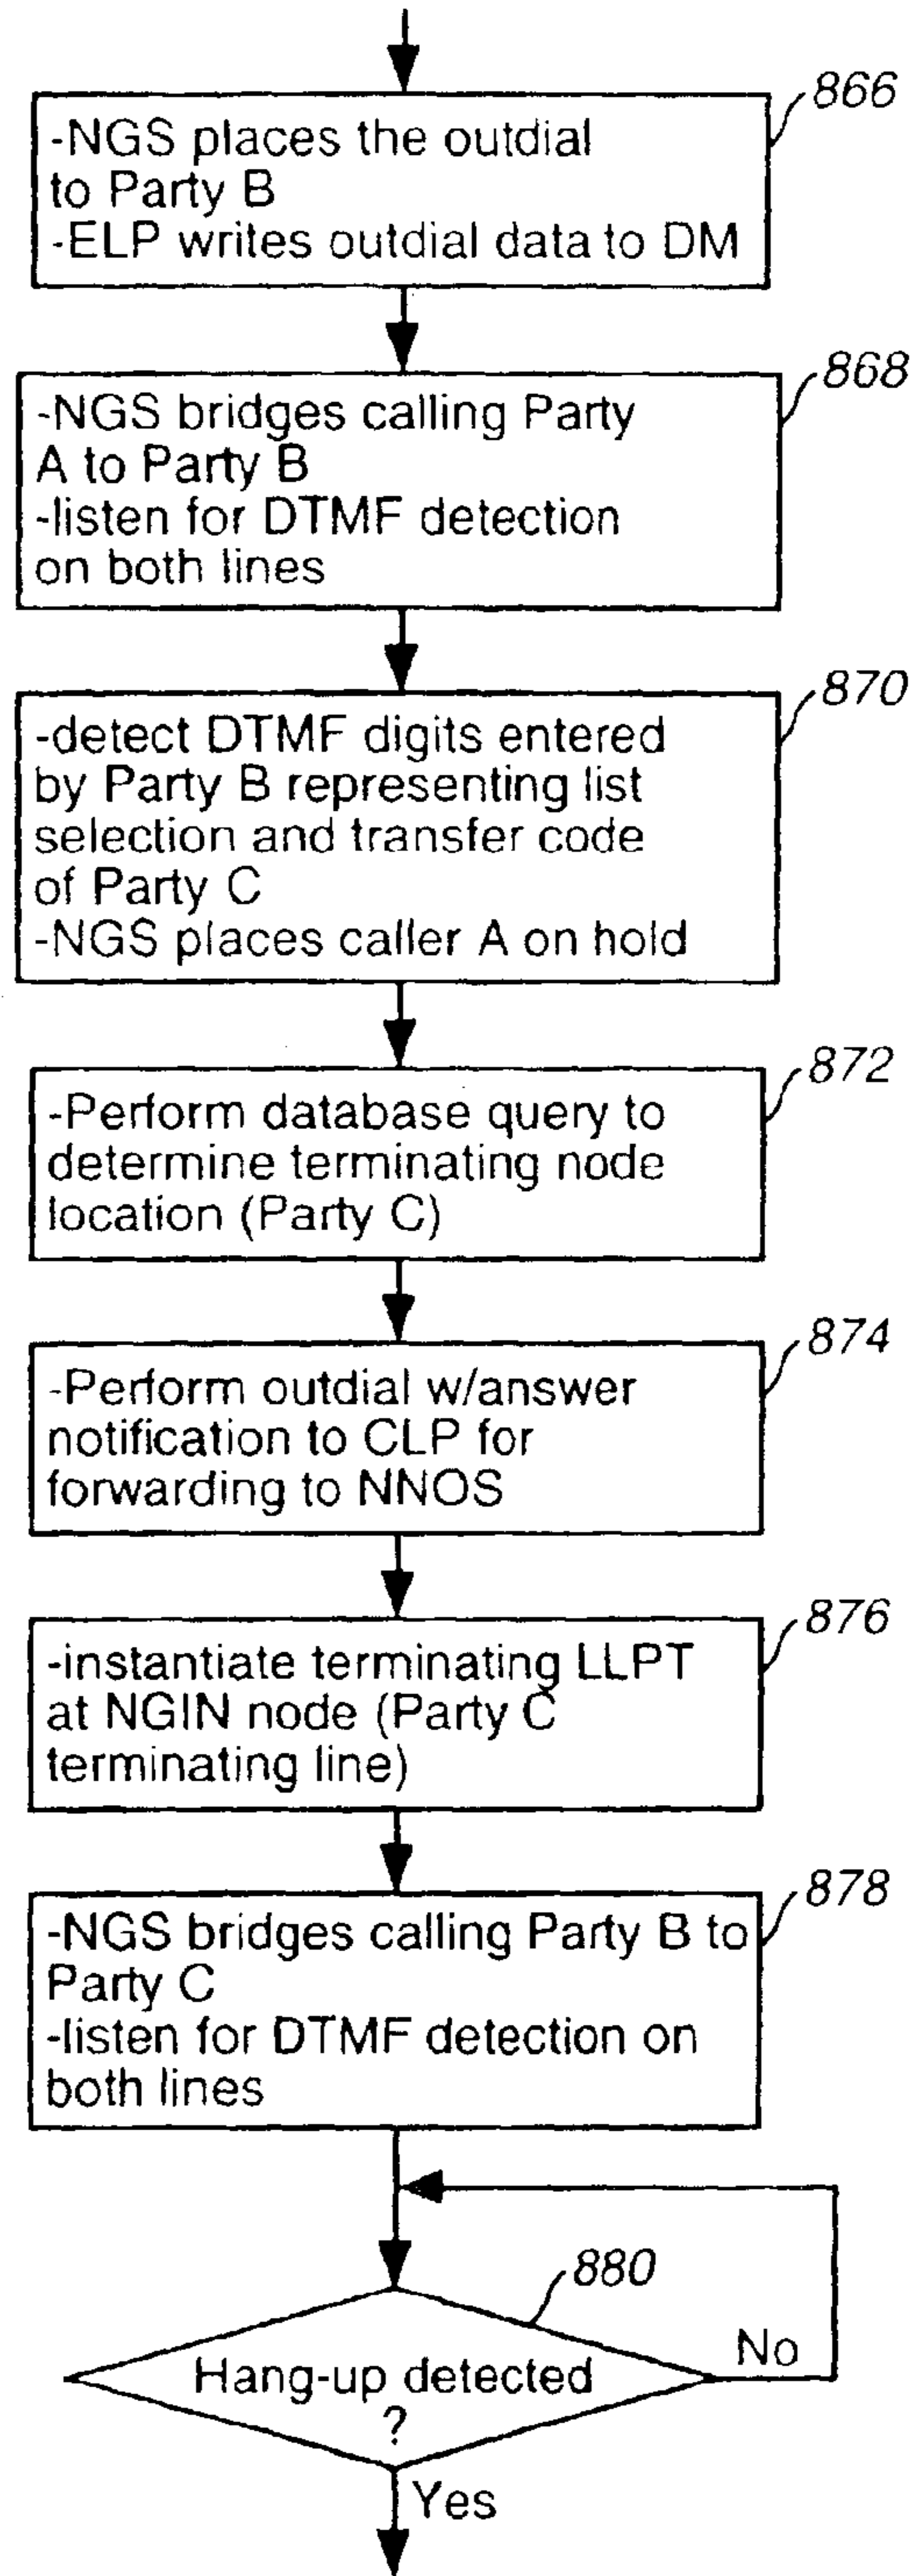 866
-NGS places the outdial
to Party B
-ELP writes outdial data to DM
868
-NGS bridges calling Party
A to Party B
-listen for DTMF detection
on both lines
870
-detect DTMF digits entered
by Party B representing list
selection and transfer code
of Party C
-NGS places caller A on hold
872
-Perform database query to
determine terminating node
location (Party C)
874
-Perform outdial w/answer
notification to CLP for
forwarding to NNOS
876
-instantiate terminating LLPT
at NGIN node (Party C
terminating line)
878
-NGS bridges calling Party B to
Party C
-listen for DTMF detection on
both lines
880
Hang-up detected
?
No
Yes